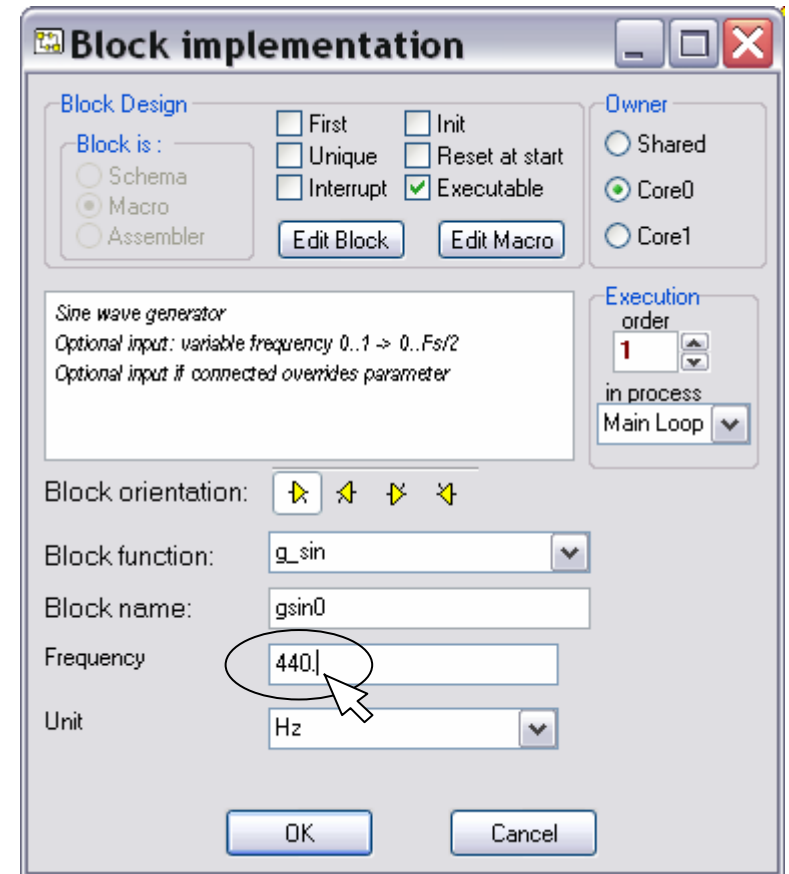 Block implementation
Block Design
Block is :
Schema
Macro
Assembler
First
Init
Unique
Reset at start
Interrupt
Executable
Edit Block
Edit Macro
Owner
Shared
Core0
Core1
Sine wave generator
Optional input: variable frequency 0..1 -> 0..Fs/2
Optional input if connected overrides parameter
Execution
order
1
in process
Main Loop
Block orientation:
Block function:
g_sin
Block name:
gsin0
Frequency
440.
Unit
Hz
OK
Cancel